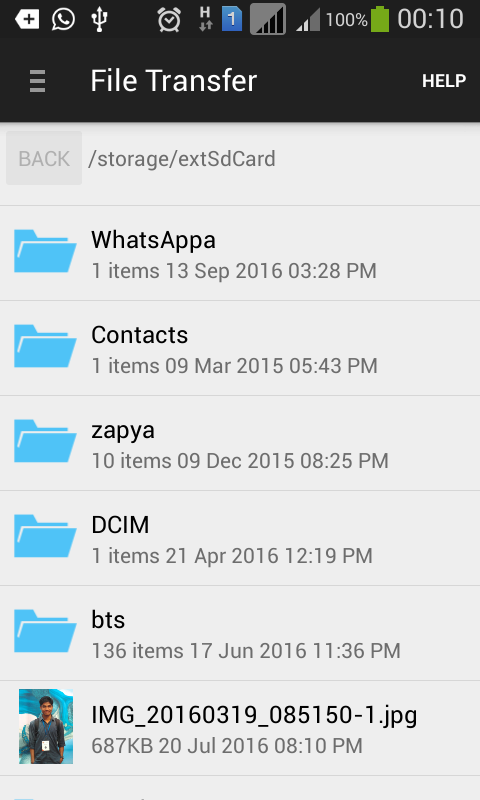 H 1 100% 00:10
File Transfer HELP
BACK /storage/extSdCard
WhatsAppa
1 items 13 Sep 2016 03:28 PM
Contacts
1 items 09 Mar 2015 05:43 PM
zapya
10 items 09 Dec 2015 08:25 PM
DCIM
1 items 21 Apr 2016 12:19 PM
bts
136 items 17 Jun 2016 11:36 PM
IMG_20160319_085150-1.jpg
687KB 20 Jul 2016 08:10 PM